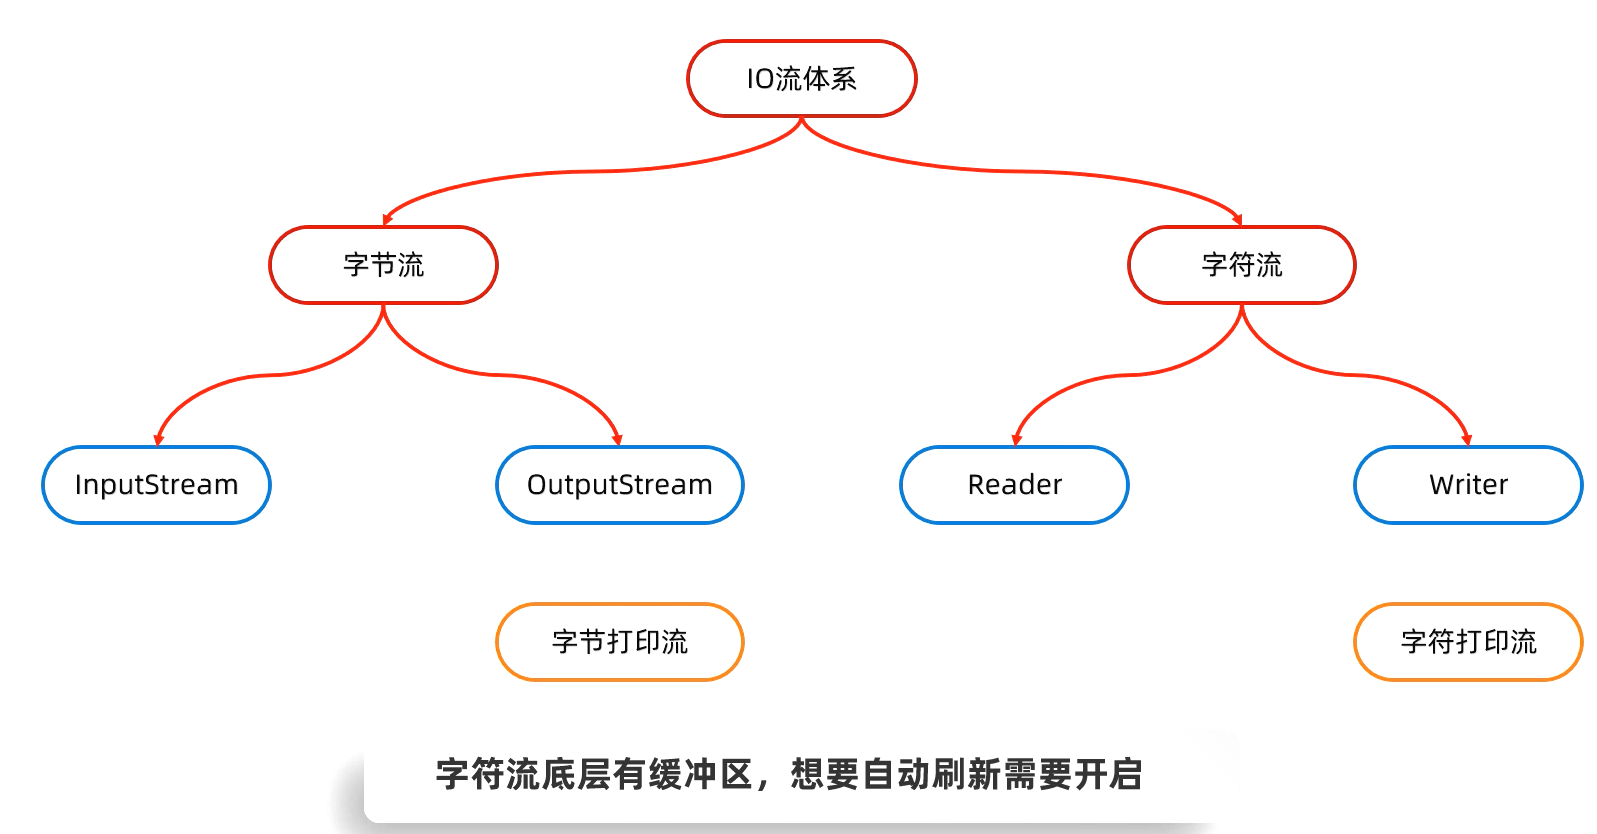 IO流体系
字节流
字符流
InputStream
OutputStream
Reader
Writer
字节打印流
字符打印流
字符流底层有缓冲区，想要自动刷新需要开启